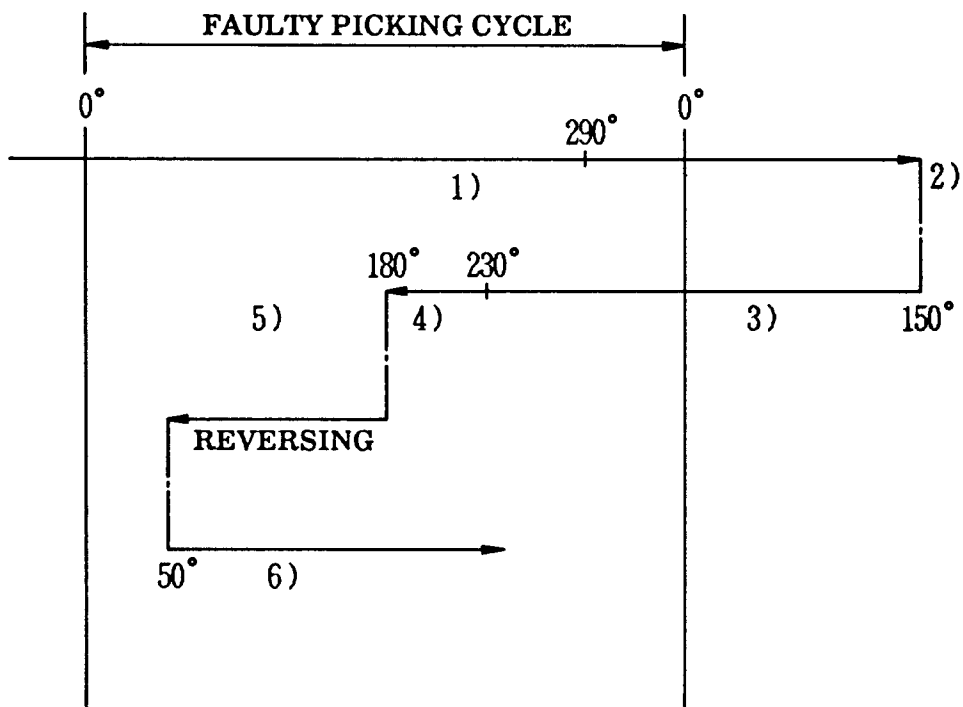 FAULTY PICKING CYCLE
0° 0°
290°
1) 2)
180° 230°
5) 4) 3) 150°
REVERSING
50° 6)